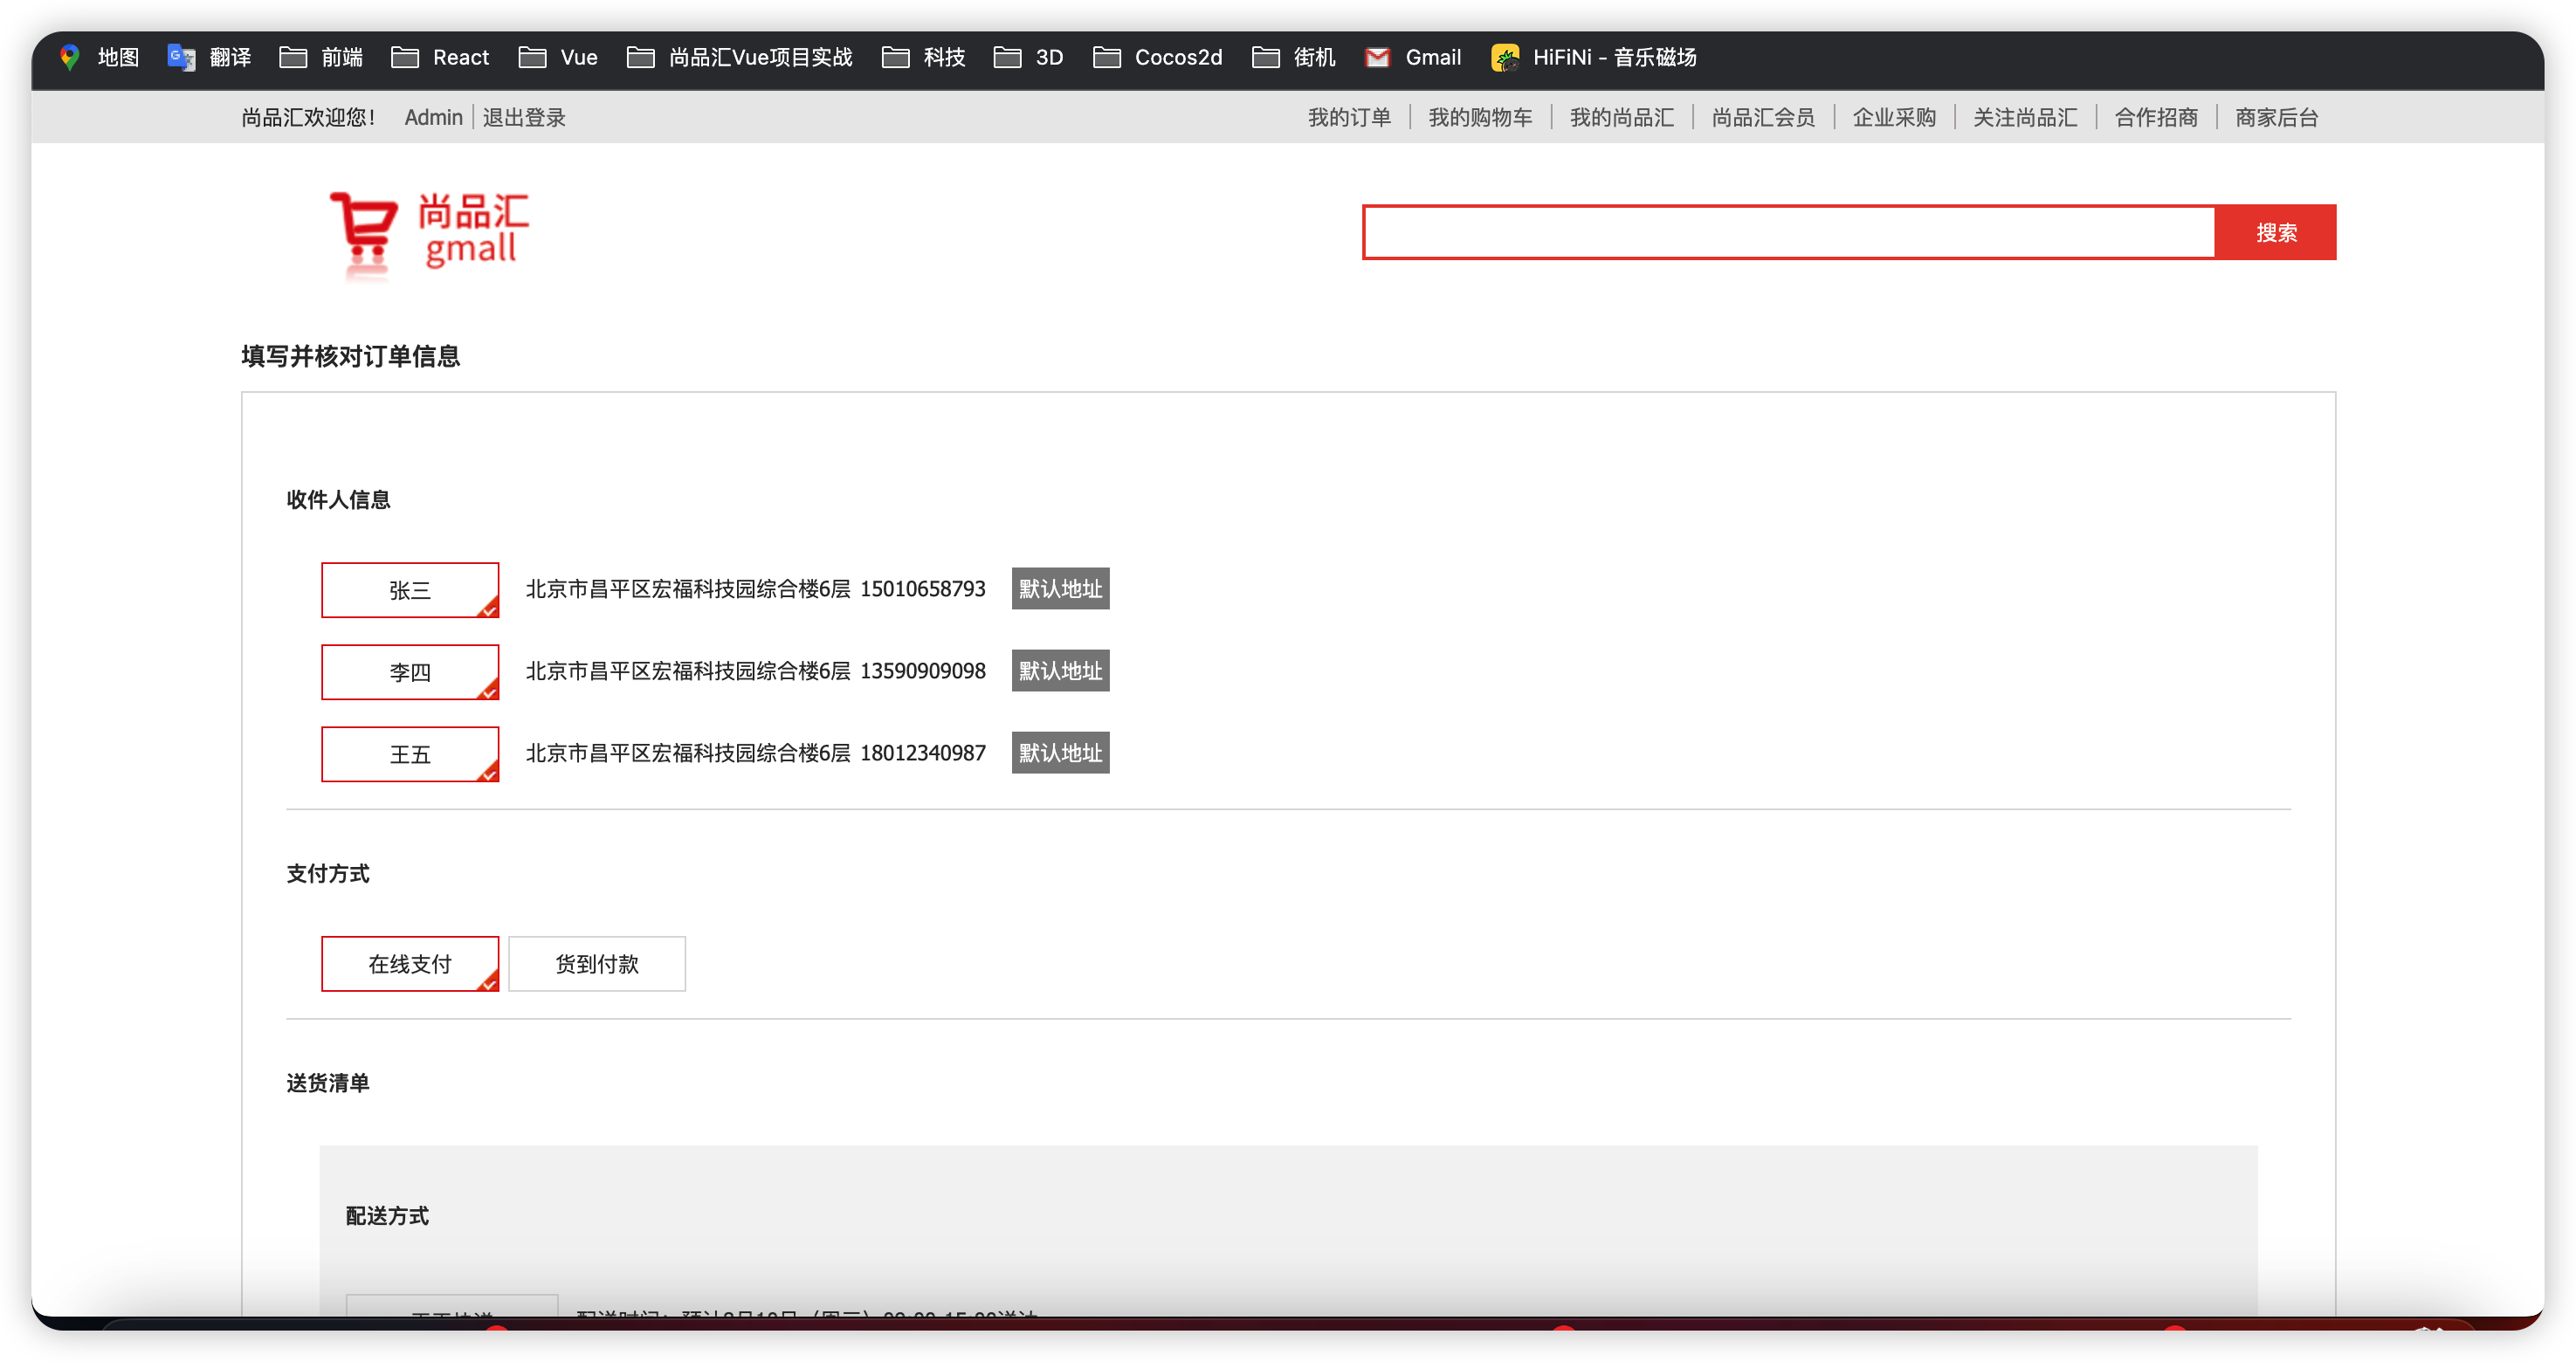 地图 翻译 前端 React Vue 尚品汇Vue项目实战 科技 3D Cocos2d 街机 Gmail HiFiNi - 音乐磁场
尚品汇欢迎您! Admin 退出登录 我的订单 我的购物车 我的尚品汇 尚品汇会员 企业采购 关注尚品汇 合作招商 商家后台
尚品汇
gmall
搜索
填写并核对订单信息
收件人信息
张三 北京市昌平区宏福科技园综合楼6层 15010658793 默认地址
李四 北京市昌平区宏福科技园综合楼6层 13590909098 默认地址
王五 北京市昌平区宏福科技园综合楼6层 18012340987 默认地址
支付方式
在线支付 货到付款
送货清单
配送方式